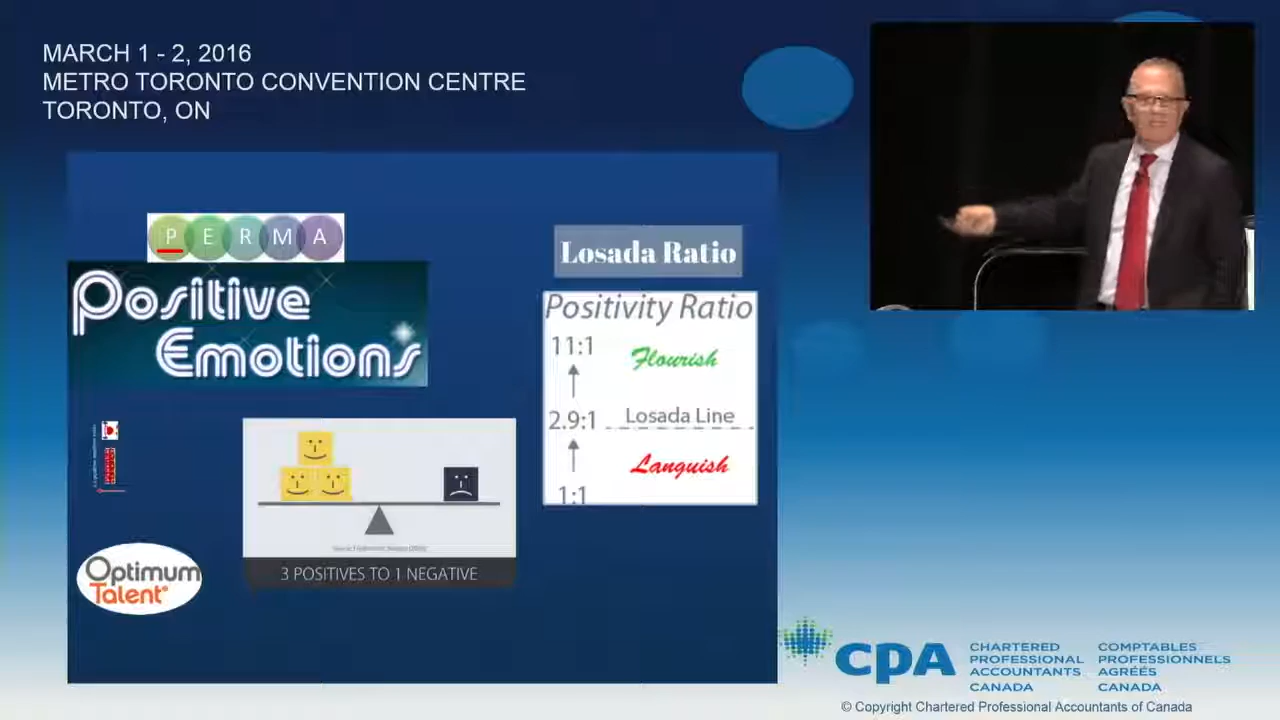 MARCH 1 - 2, 2016
METRO TORONTO CONVENTION CENTRE
TORONTO, ON
P E R M A
Positive
Emotions
3 POSITIVES TO 1 NEGATIVE
Optimum
Talent
Losada Ratio
Positivity Ratio
11:1
Flourish
2.9:1
Losada Line
Languish
1:1
CPA
CHARTERED
PROFESSIONAL
ACCOUNTANTS
CANADA
COMPTABLES
PROFESSIONNELS
AGRÉÉS
CANADA
© Copyright Chartered Professional Accountants of Canada